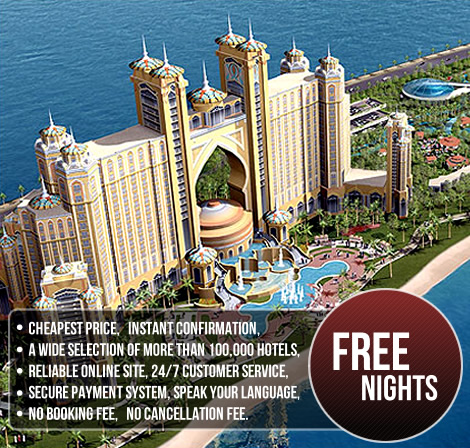 • CHEAPEST PRICE, INSTANT CONFIRMATION,
• A WIDE SELECTION OF MORE THAN 100,000 HOTELS,
• RELIABLE ONLINE SITE, 24/7 CUSTOMER SERVICE,
• SECURE PAYMENT SYSTEM, SPEAK YOUR LANGUAGE,
• NO BOOKING FEE, NO CANCELLATION FEE.
FREE
NIGHTS